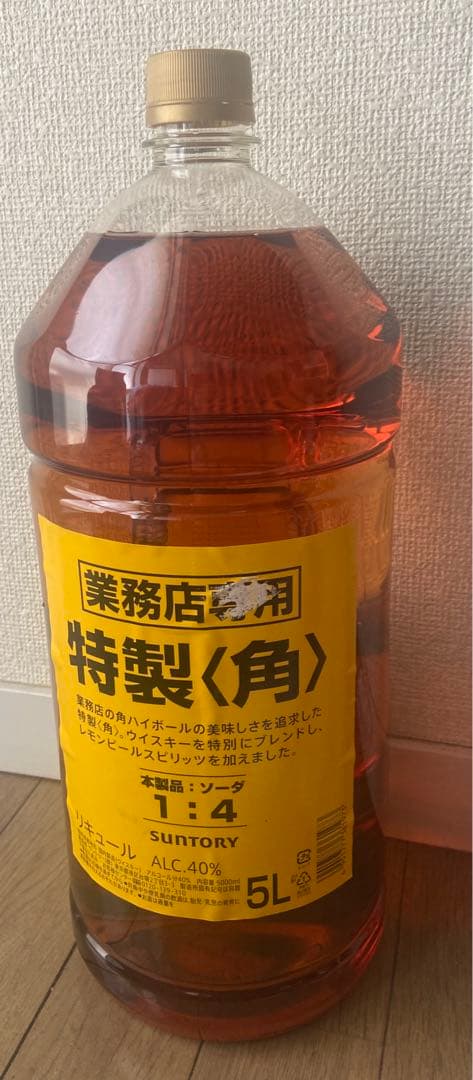 業務店専用
特製〈角〉
業務店の角ハイボールの美味しさを追求した
特製〈角〉。ウイスキーを特別にブレンドし、
レモンピールスピリッツを加えました。
本製品：ソーダ
1：4
SUNTORY
リキュール
ALC.40%
5L